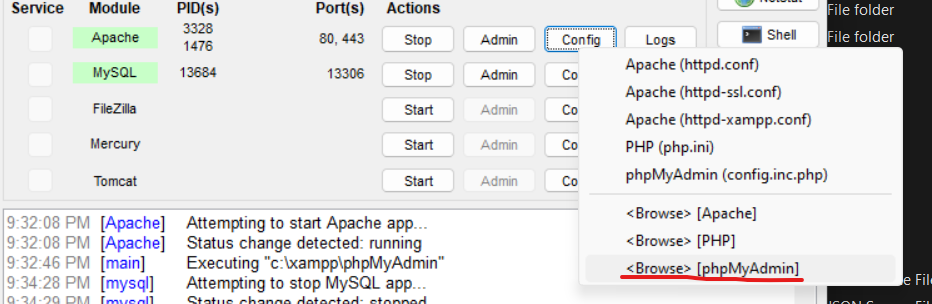 Service Module PID(s) Port(s) Actions
Apache 3328 1476 80, 443 Stop Admin Config Logs
MySQL 13684 13306 Stop Admin Co
FileZilla Start Admin Co
Mercury Start Admin Co
Tomcat Start Admin Co
Netstat
Shell
File folder
File folder
Apache (httpd.conf)
Apache (httpd-ssl.conf)
Apache (httpd-xampp.conf)
PHP (php.ini)
phpMyAdmin (config.inc.php)
<Browse> [Apache]
<Browse> [PHP]
<Browse> [phpMyAdmin]
9:32:08 PM [Apache] Attempting to start Apache app...
9:32:08 PM [Apache] Status change detected: running
9:32:46 PM [main] Executing "c:\xampp\phpMyAdmin"
9:34:28 PM [mysql] Attempting to stop MySQL app...
9:34:29 PM [mysql] Status change detected: stopped
e File